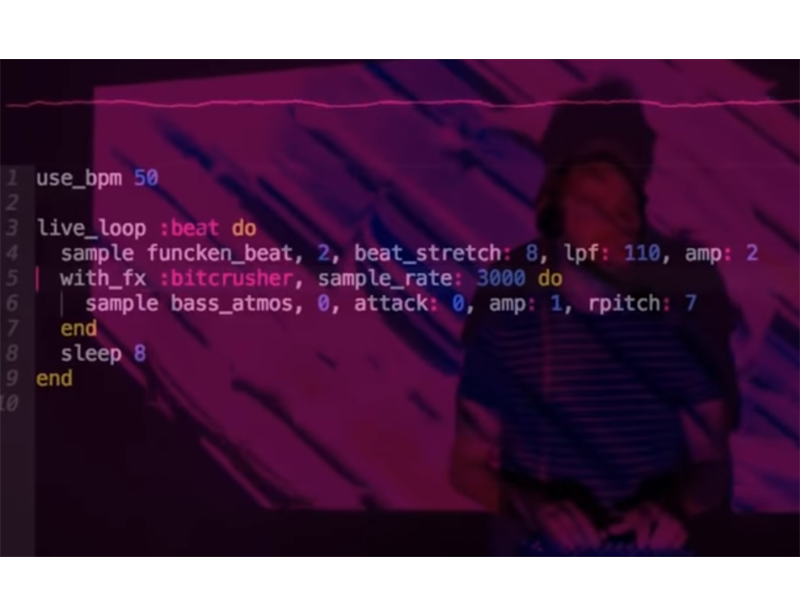 1 use_bpm 50
2
3 live_loop :beat do
4 sample funcken_beat, 2, beat_stretch: 8, lpf: 110, amp: 2
5 with_fx :bitcrusher, sample_rate: 3000 do
6 sample bass_atmos, 0, attack: 0, amp: 1, rpitch: 7
7 end
8 sleep 8
9 end
10